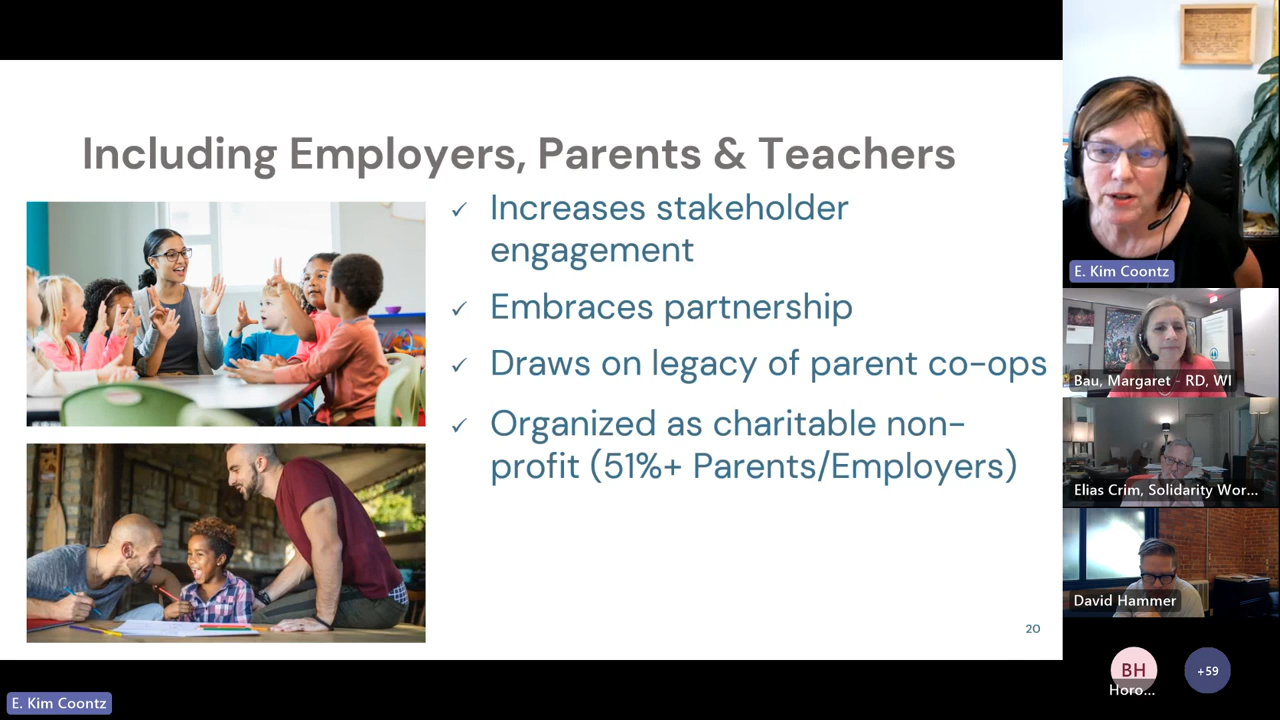 Including Employers, Parents & Teachers
✓ Increases stakeholder
engagement
✓ Embraces partnership
✓ Draws on legacy of parent co-ops
✓ Organized as charitable non-
profit (51%+ Parents/Employers)
20
E. Kim Coontz
E. Kim Coontz
Bau, Margaret - RD, WI
Elias Crim, Solidarity Wor...
David Hammer
BH
Horo...
+59